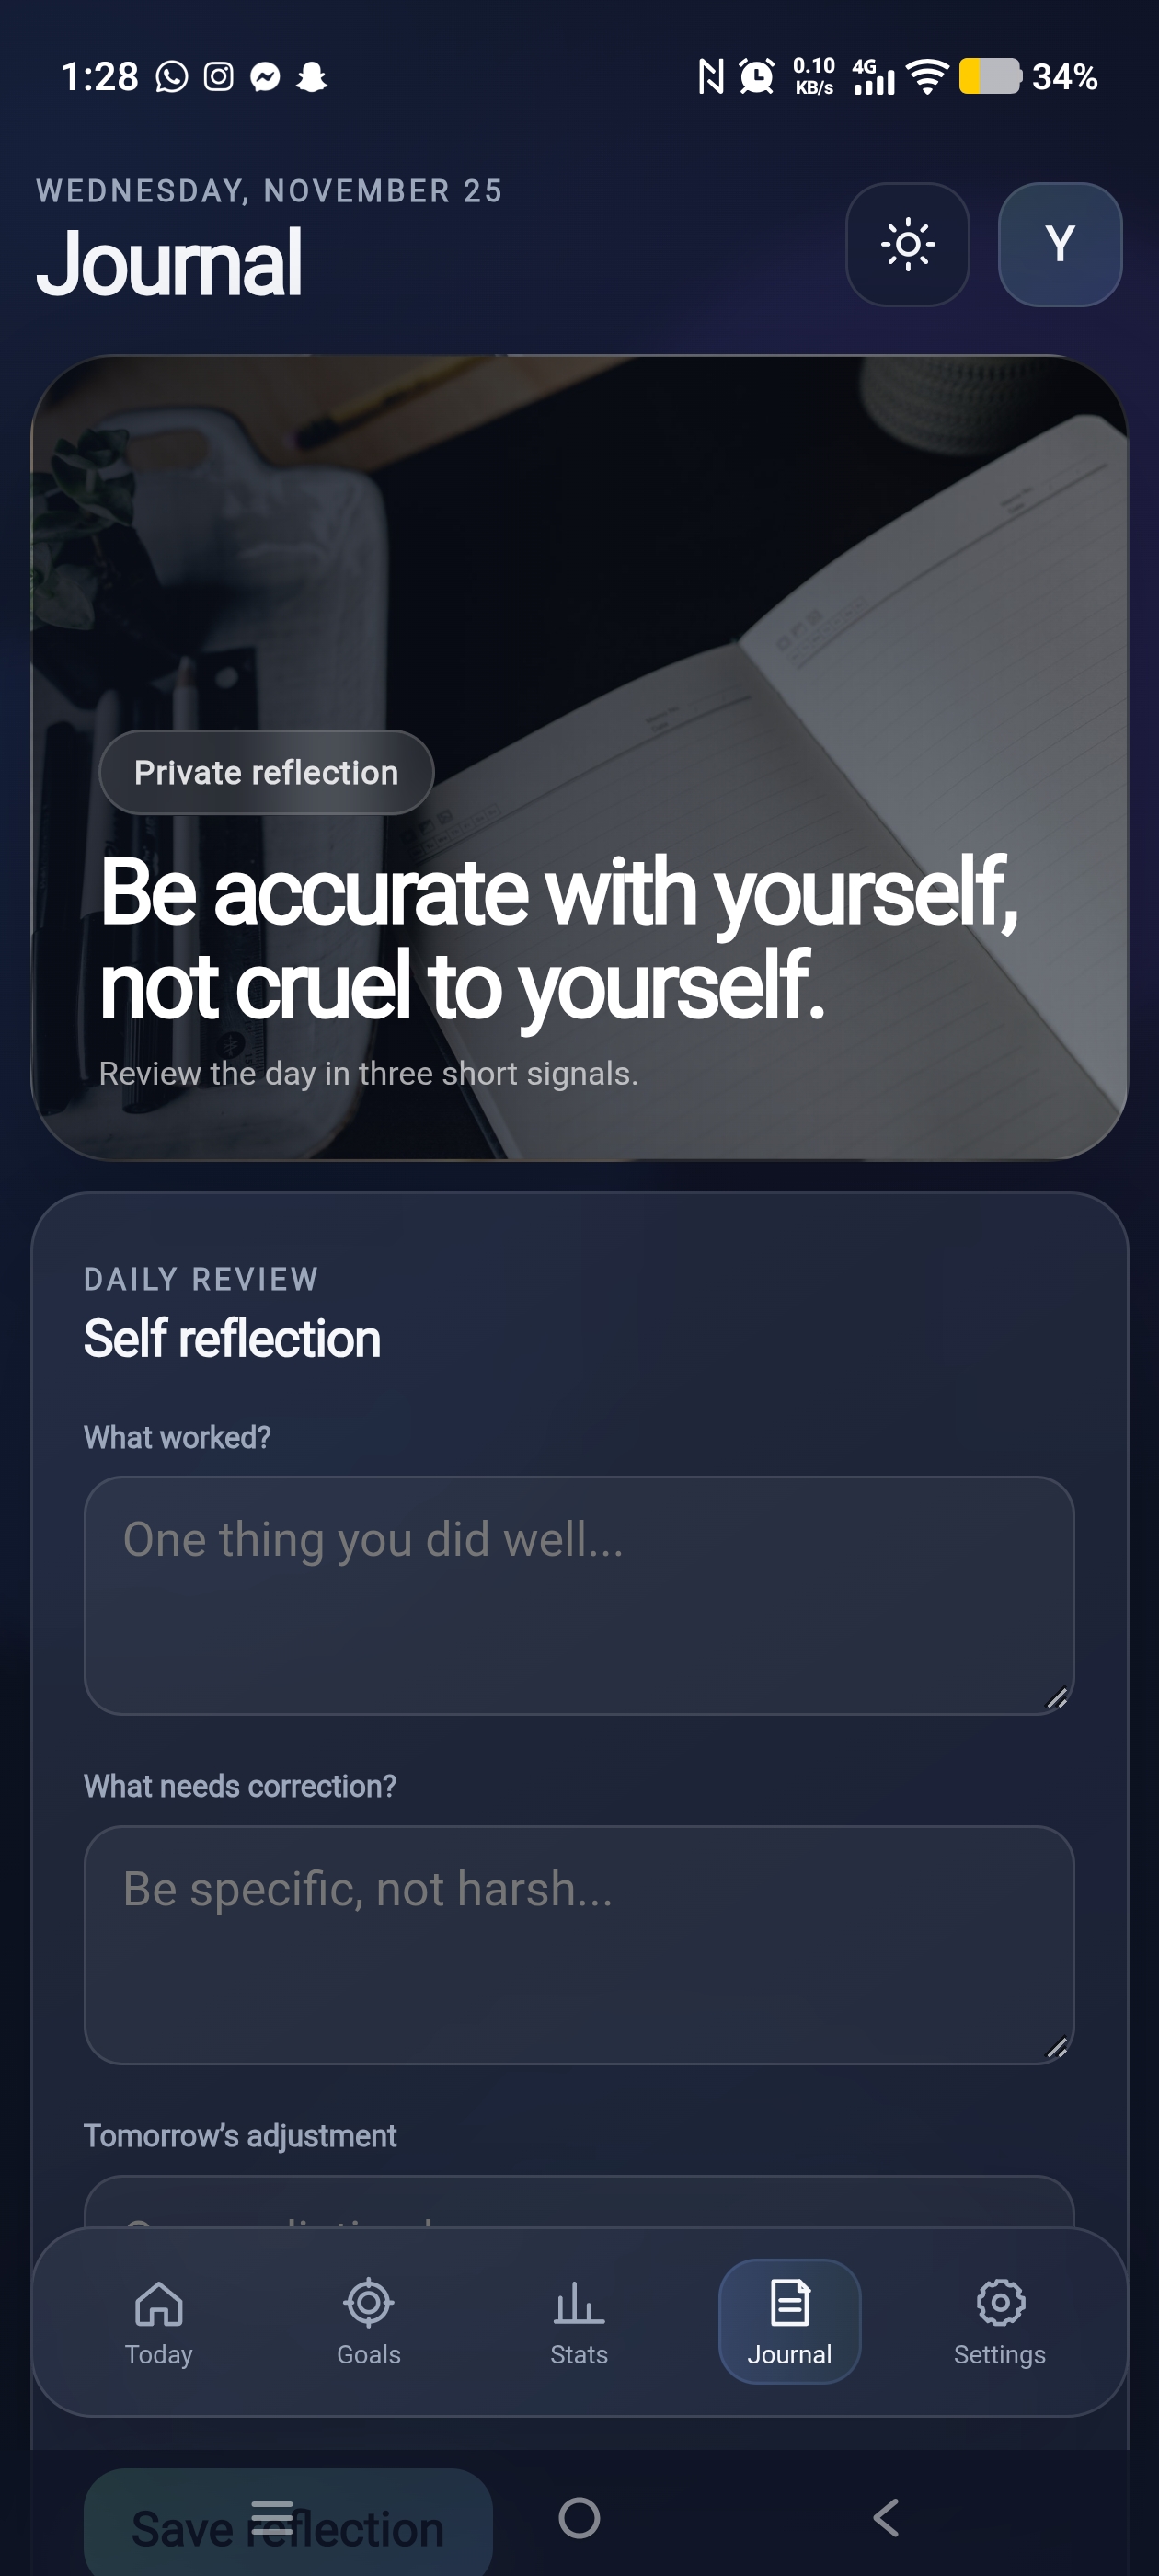 1:28
0.10 KB/s 4G 34%
WEDNESDAY, NOVEMBER 25
Journal
Y
Private reflection
Be accurate with yourself,
not cruel to yourself.
Review the day in three short signals.
DAILY REVIEW
Self reflection
What worked?
One thing you did well...
What needs correction?
Be specific, not harsh...
Tomorrow’s adjustment
Today Goals Stats Journal Settings
Save reflection